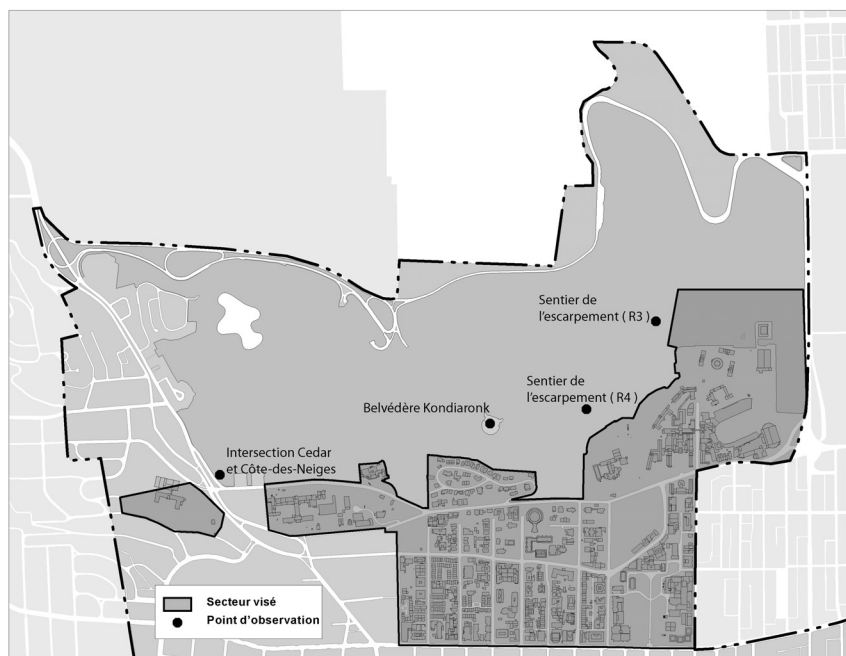 Sentier de
l'escarpement ( R3 )
Sentier de
l'escarpement ( R4)
Belvédère Kondiaronk
Intersection Cedar
et Côte-des-Neiges
Secteur visé
Point d'observation